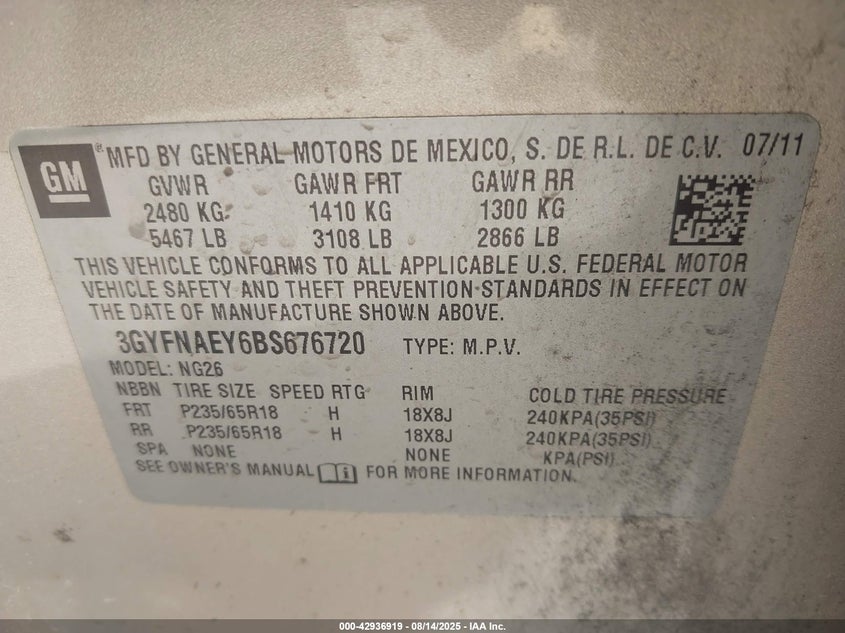 GM ® MFD BY GENERAL MOTORS DE MEXICO, S. DE R.L. DE C.V. 07/11
GVWR GAWR FRT GAWR RR
2480 KG 1410 KG 1300 KG
5467 LB 3108 LB 2866 LB
THIS VEHICLE CONFORMS TO ALL APPLICABLE U.S. FEDERAL MOTOR
VEHICLE SAFETY AND THEFT PREVENTION STANDARDS IN EFFECT ON
THE DATE OF MANUFACTURE SHOWN ABOVE.
3GYFNAEY6BS676720 TYPE: M.P.V.
MODEL: NG26
NBBN TIRE SIZE SPEED RTG RIM COLD TIRE PRESSURE
FRT P235/65R18 H 18X8J 240KPA(35PSI)
RR P235/65R18 H 18X8J 240KPA(35PSI)
SPA NONE NONE KPA(PSI)
SEE OWNER'S MANUAL FOR MORE INFORMATION.
000-42936919 - 08/14/2025 - IAA Inc.